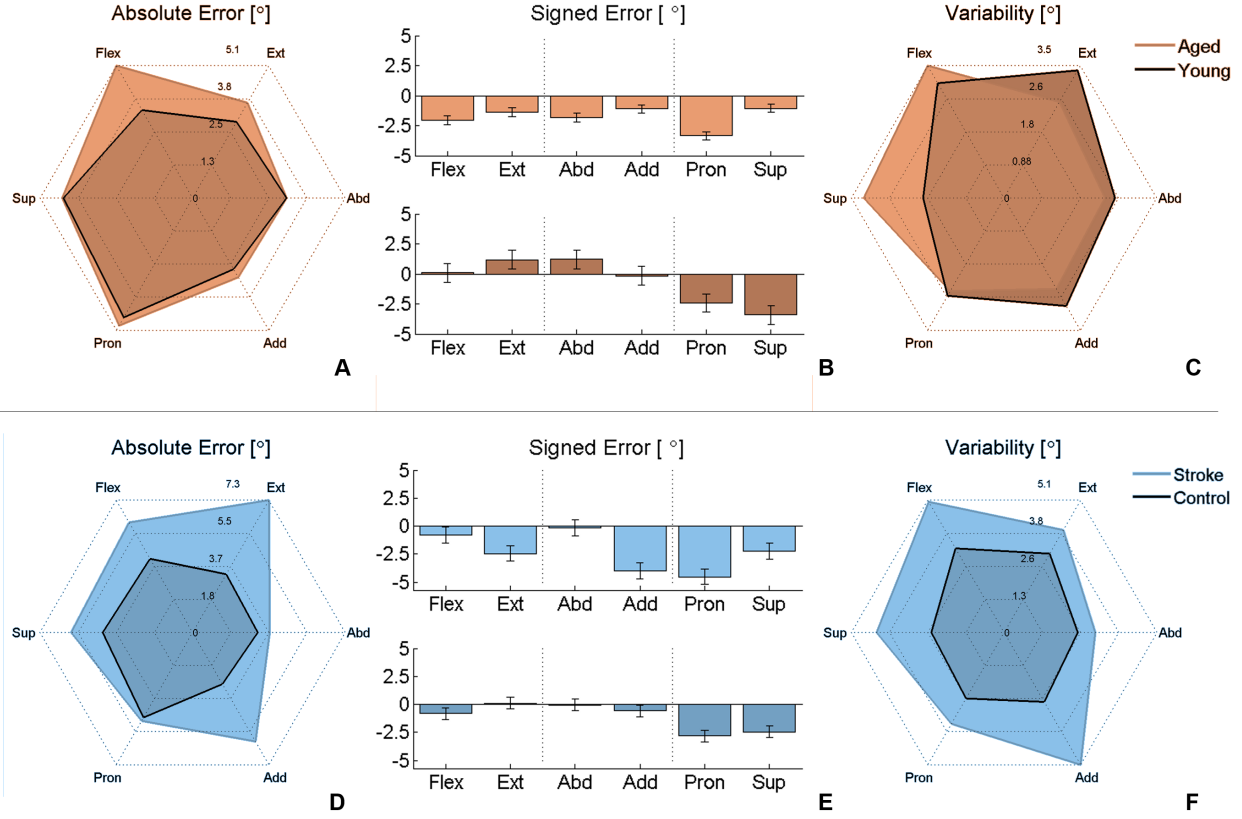 Absolute Error [°]
Signed Error [ °]
Variability [°]
Flex
5.1
Ext
3.8
2.5
1.3
0
Sup
Abd
Pron
Add
A
5
2.5
0
-2.5
-5
Flex Ext Abd Add Pron Sup
5
2.5
0
-2.5
-5
Flex Ext Abd Add Pron Sup
B
Flex
3.5
Ext
2.6
1.8
0.88
0
Sup
Abd
Pron
Add
C
Aged
Young
Absolute Error [°]
Signed Error [ °]
Variability [°]
Flex
7.3
Ext
5.5
3.7
1.8
0
Sup
Abd
Pron
Add
D
5
2.5
0
-2.5
-5
Flex Ext Abd Add Pron Sup
5
2.5
0
-2.5
-5
Flex Ext Abd Add Pron Sup
E
Flex
5.1
Ext
3.8
2.6
1.3
0
Sup
Abd
Pron
Add
F
Stroke
Control